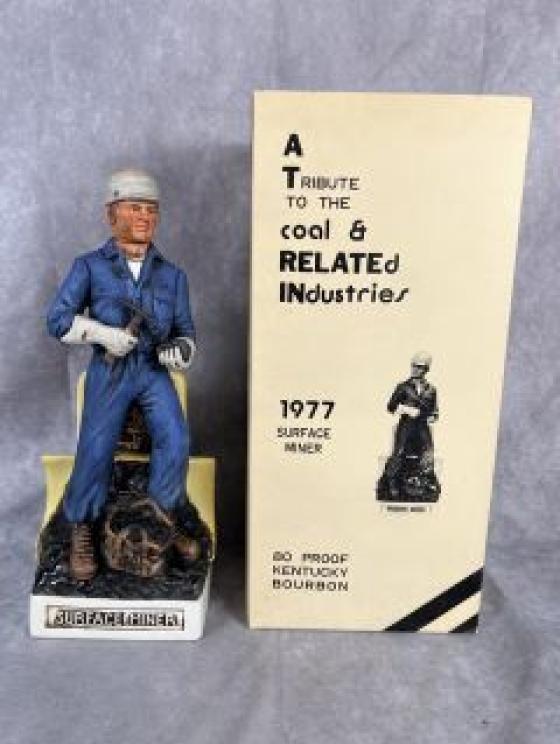 A
TRIBUTE
TO THE
coal &
RELATEd
INdustries
1977
SURFACE
MINER
80 PROOF
KENTUCKY
BOURBON
SURFACE MINER